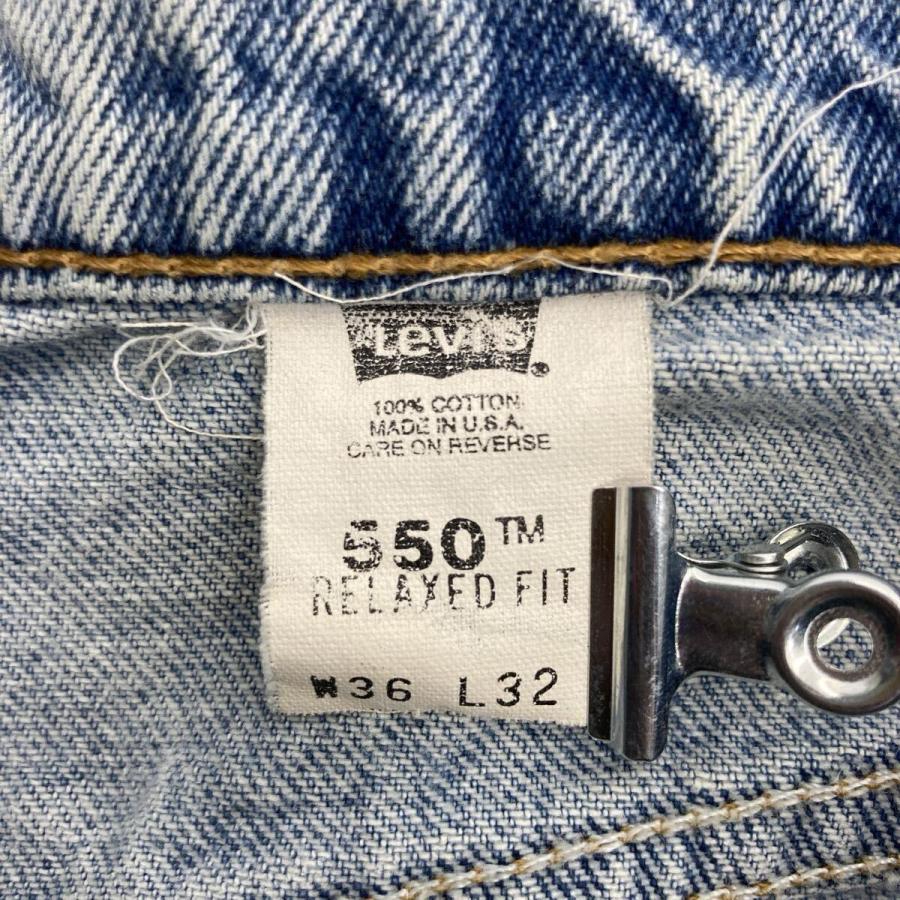 Levi's
100% COTTON
MADE IN U.S.A.
CARE ON REVERSE
550™
RELAXED FIT
W36 L32